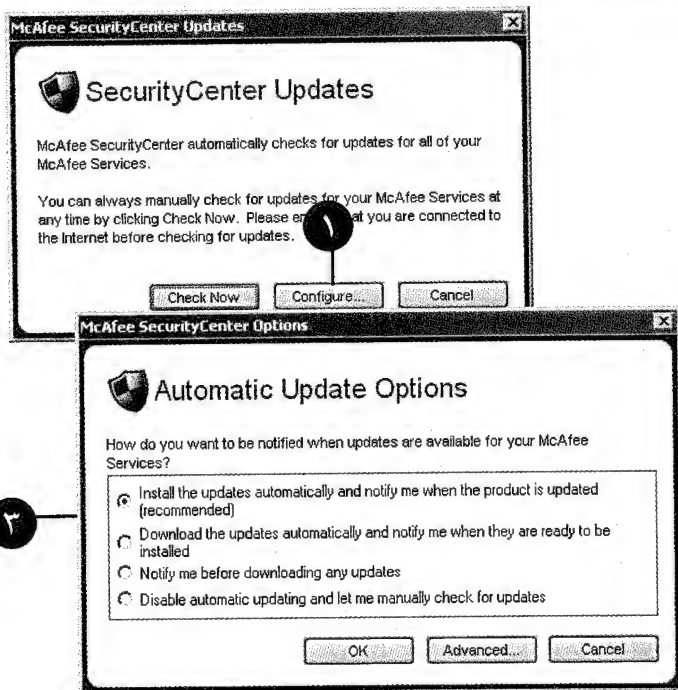 McAfee SecurityCenter Updates
SecurityCenter Updates
McAfee SecurityCenter automatically checks for updates for all of your
McAfee Services.
You can always manually check for updates for your McAfee Services at
any time by clicking Check Now. Please at you are connected to
the Internet before checking for updates.
١
Check Now
Configure...
Cancel
McAfee SecurityCenter Options
Automatic Update Options
How do you want to be notified when updates are available for your McAfee
Services?
٣
Install the updates automatically and notify me when the product is updated
(recommended)
Download the updates automatically and notify me when they are ready to be
installed
Notify me before downloading any updates
Disable automatic updating and let me manually check for updates
OK
Advanced...
Cancel